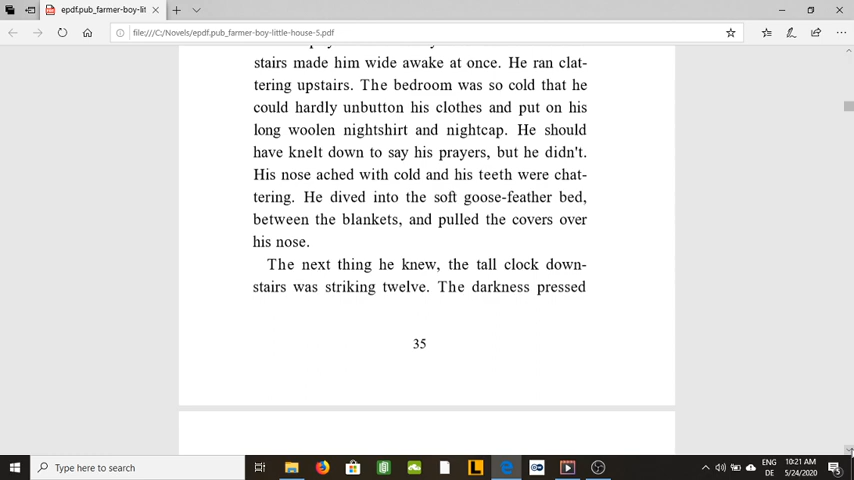 epdf.pub_farmer-boy-lit
file:///C:/Novels/epdf.pub_farmer-boy-little-house-5.pdf
stairs made him wide awake at once. He ran clat-
tering upstairs. The bedroom was so cold that he
could hardly unbutton his clothes and put on his
long woolen nightshirt and nightcap. He should
have knelt down to say his prayers, but he didn't.
His nose ached with cold and his teeth were chat-
tering. He dived into the soft goose-feather bed,
between the blankets, and pulled the covers over
his nose.
The next thing he knew, the tall clock down-
stairs was striking twelve. The darkness pressed
35
Type here to search
ENG
DE
10:21 AM
5/24/2020